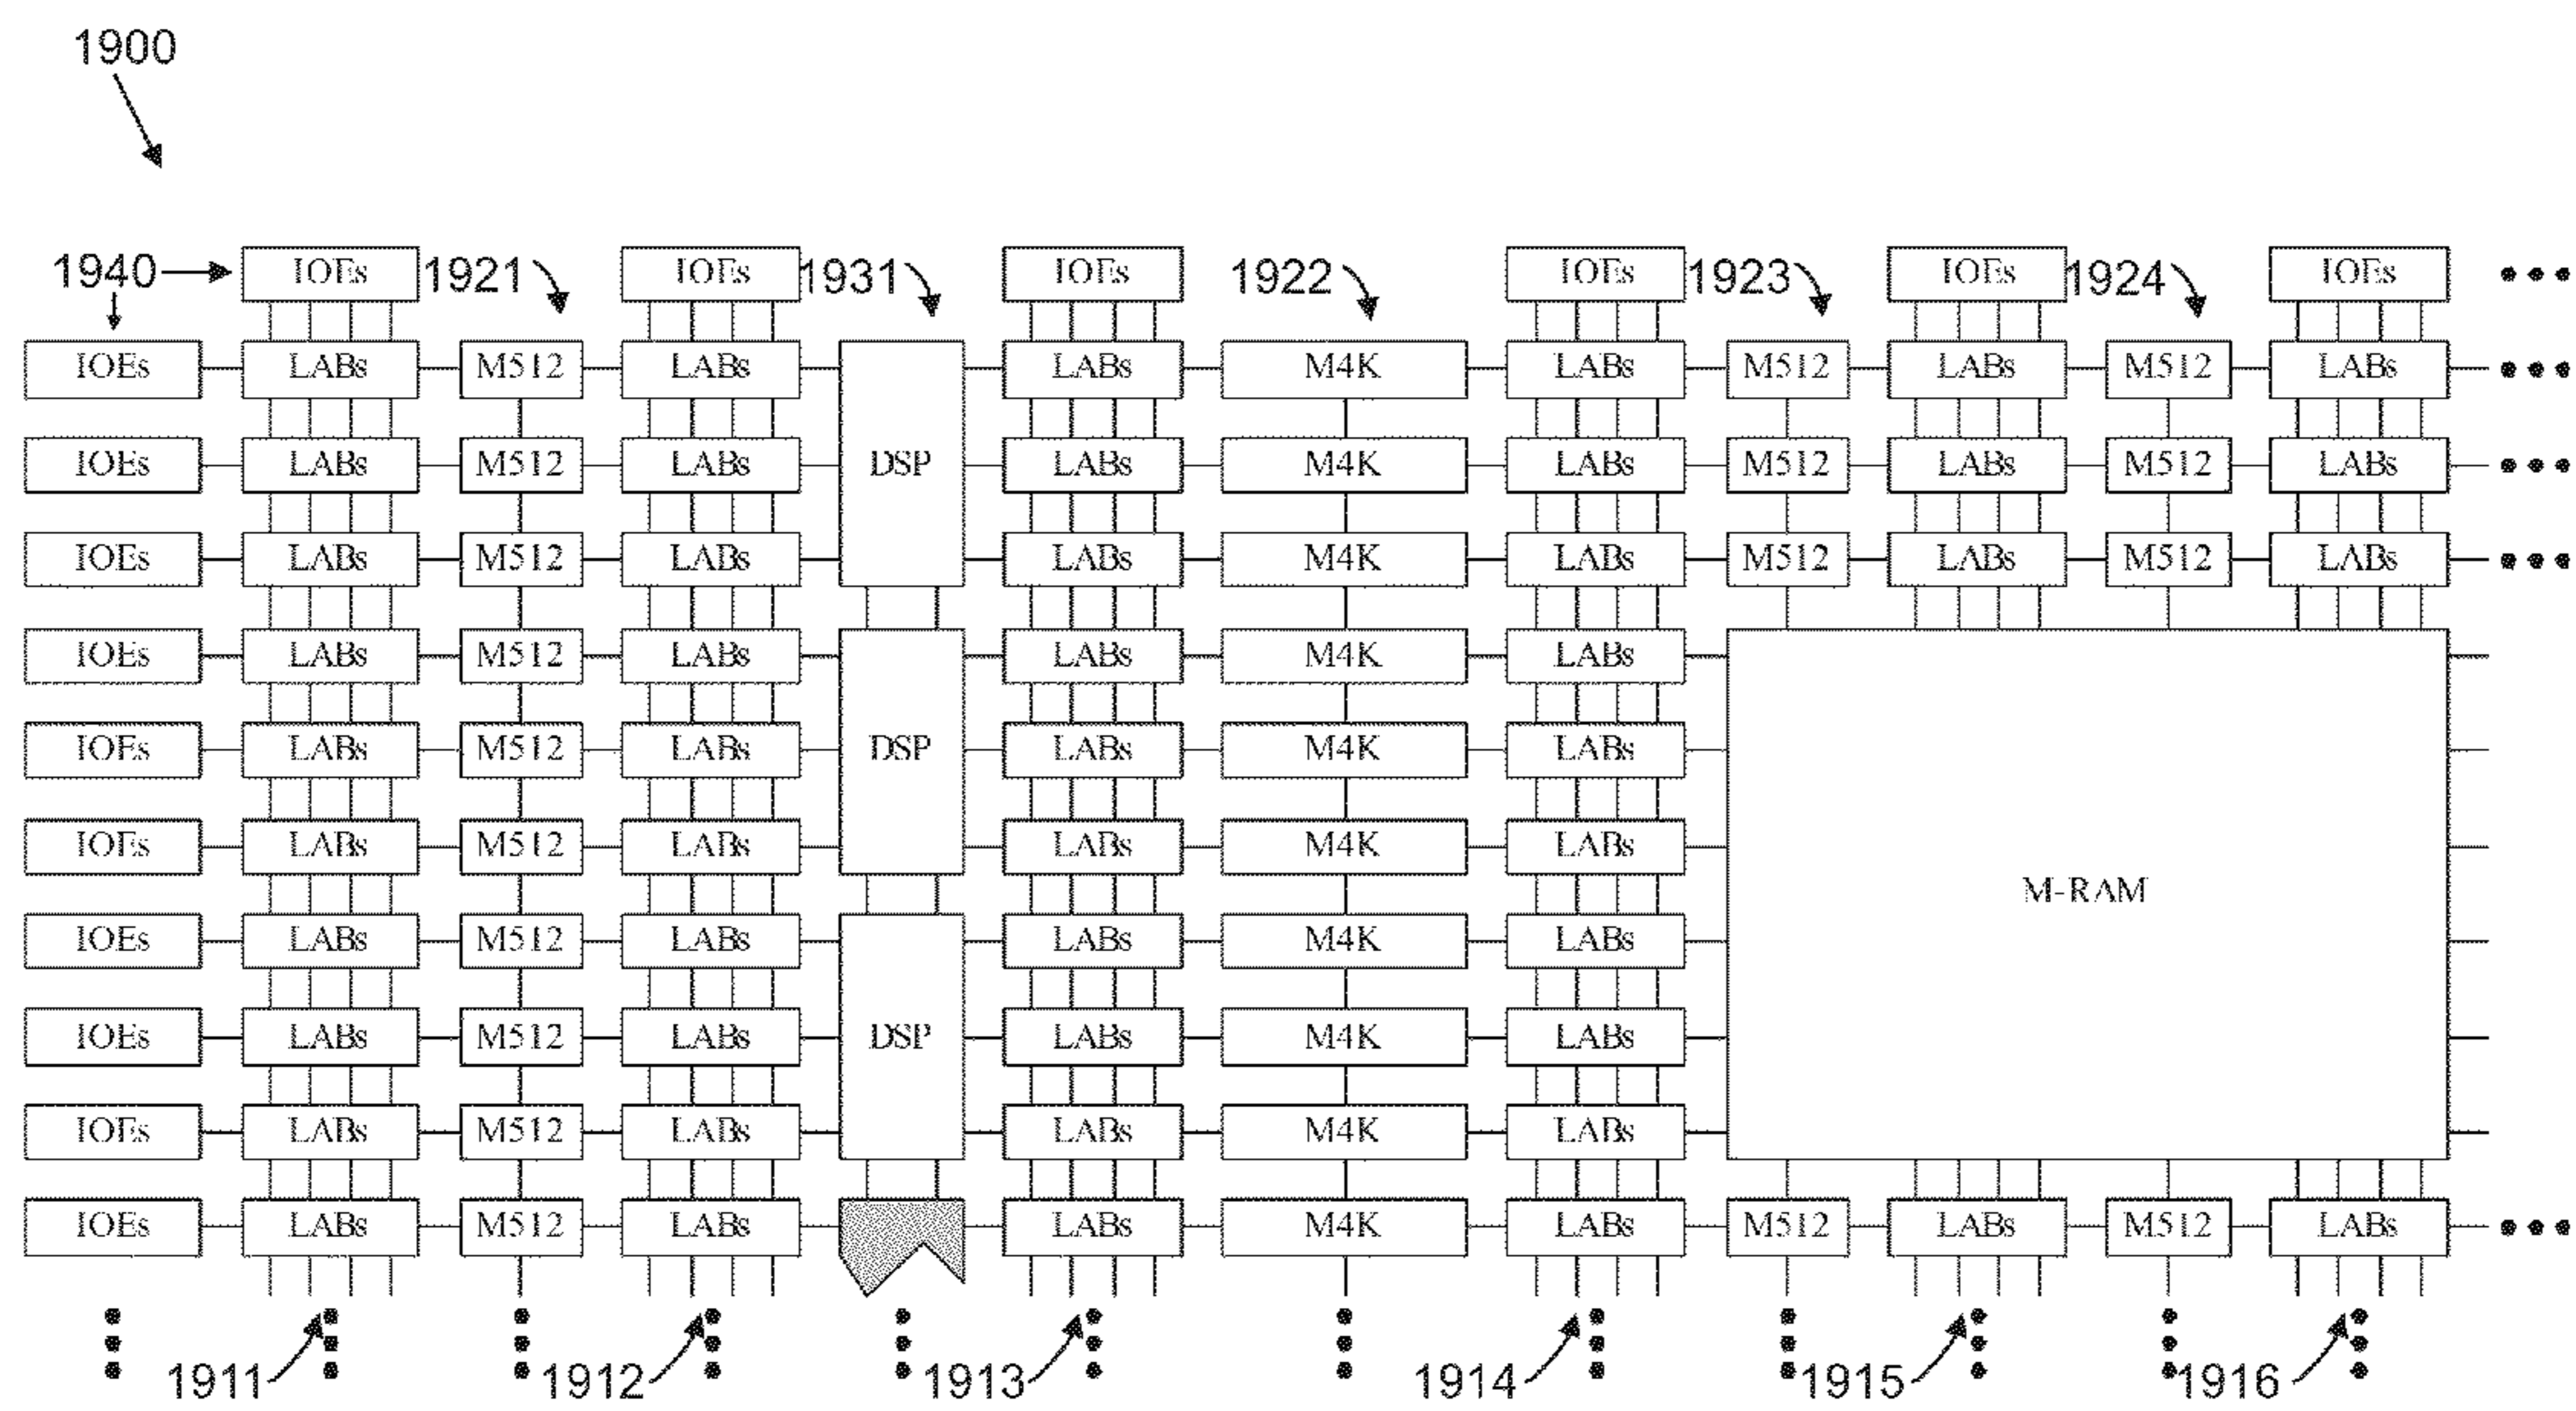 1900
1940 IOEs 1921 IOEs 1931 IOEs 1922 IOEs 1923 IOEs 1924 IOEs
IOEs LABs M512 LABs LABs M4K LABs M512 LABs M512 LABs
IOEs LABs M512 LABs DSP LABs M4K LABs M512 LABs M512 LABs
IOEs LABs M512 LABs LABs M4K LABs M512 LABs M512 LABs
IOEs LABs M512 LABs LABs M4K LABs
IOEs LABs M512 LABs DSP LABs M4K LABs
IOEs LABs M512 LABs LABs M4K LABs
M-RAM
IOEs LABs M512 LABs LABs M4K LABs
IOEs LABs M512 LABs DSP LABs M4K LABs
IOEs LABs M512 LABs LABs M4K LABs
IOEs LABs M512 LABs LABs M4K LABs M512 LABs M512 LABs
1911 1912 1913 1914 1915 1916